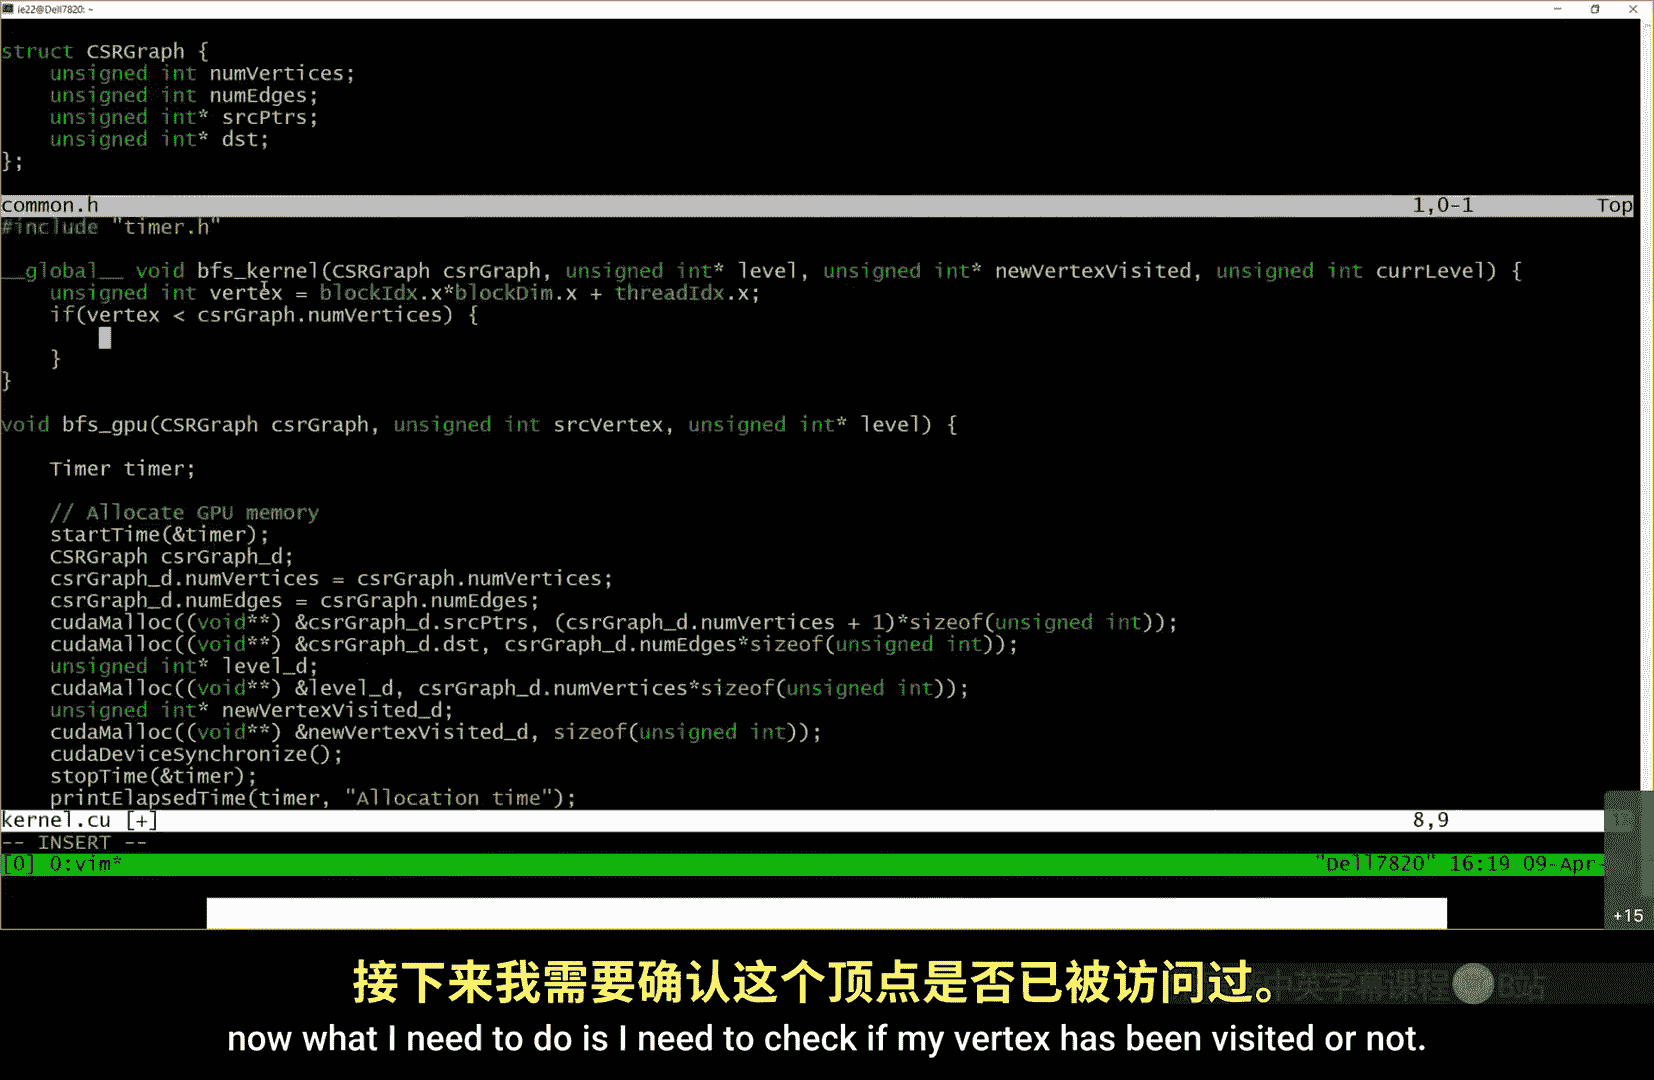 ie22@Dell7820: ~
struct CSRGraph {
    unsigned int numVertices;
    unsigned int numEdges;
    unsigned int* srcPtrs;
    unsigned int* dst;
};
common.h 1,0-1 Top
#include "timer.h"
__global__ void bfs_kernel(CSRGraph csrGraph, unsigned int* level, unsigned int* newVertexVisited, unsigned int currLevel) {
    unsigned int vertex = blockIdx.x*blockDim.x + threadIdx.x;
    if(vertex < csrGraph.numVertices) {
    }
}
void bfs_gpu(CSRGraph csrGraph, unsigned int srcVertex, unsigned int* level) {
    Timer timer;
    // Allocate GPU memory
    startTime(&timer);
    CSRGraph csrGraph_d;
    csrGraph_d.numVertices = csrGraph.numVertices;
    csrGraph_d.numEdges = csrGraph.numEdges;
    cudaMalloc((void**) &csrGraph_d.srcPtrs, (csrGraph_d.numVertices + 1)*sizeof(unsigned int));
    cudaMalloc((void**) &csrGraph_d.dst, csrGraph_d.numEdges*sizeof(unsigned int));
    unsigned int* level_d;
    cudaMalloc((void**) &level_d, csrGraph_d.numVertices*sizeof(unsigned int));
    unsigned int* newVertexVisited_d;
    cudaMalloc((void**) &newVertexVisited_d, sizeof(unsigned int));
    cudaDeviceSynchronize();
    stopTime(&timer);
    printElapsedTime(timer, "Allocation time");
kernel.cu [+] 8,9
-- INSERT --
[0] 0:vim* "Dell7820" 16:19 09-Apr-
+15
接下来我需要确认这个顶点是否已被访问过。
中英字幕课程 B站
now what I need to do is I need to check if my vertex has been visited or not.